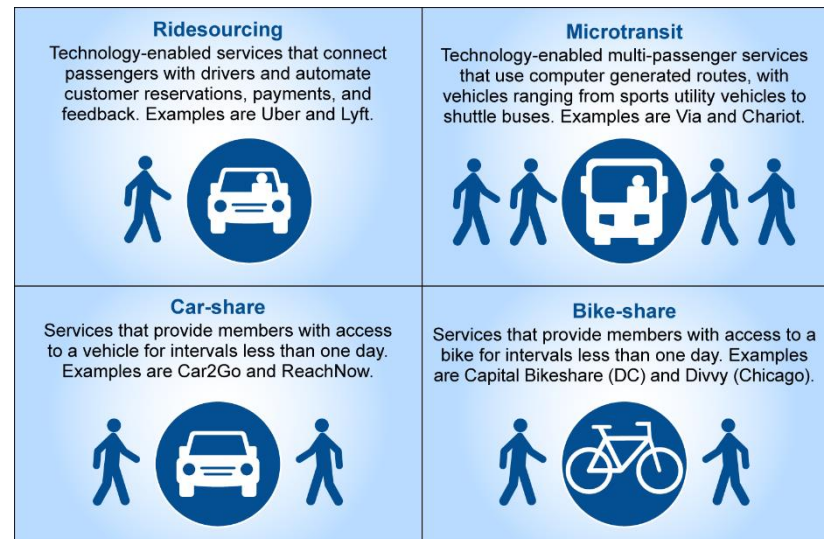 Ridesourcing
Technology-enabled services that connect
passengers with drivers and automate
customer reservations, payments, and
feedback. Examples are Uber and Lyft.
Microtransit
Technology-enabled multi-passenger services
that use computer generated routes, with
vehicles ranging from sports utility vehicles to
shuttle buses. Examples are Via and Chariot.
Car-share
Services that provide members with access
to a vehicle for intervals less than one day.
Examples are Car2Go and ReachNow.
Bike-share
Services that provide members with access to a
bike for intervals less than one day. Examples
are Capital Bikeshare (DC) and Divvy (Chicago).